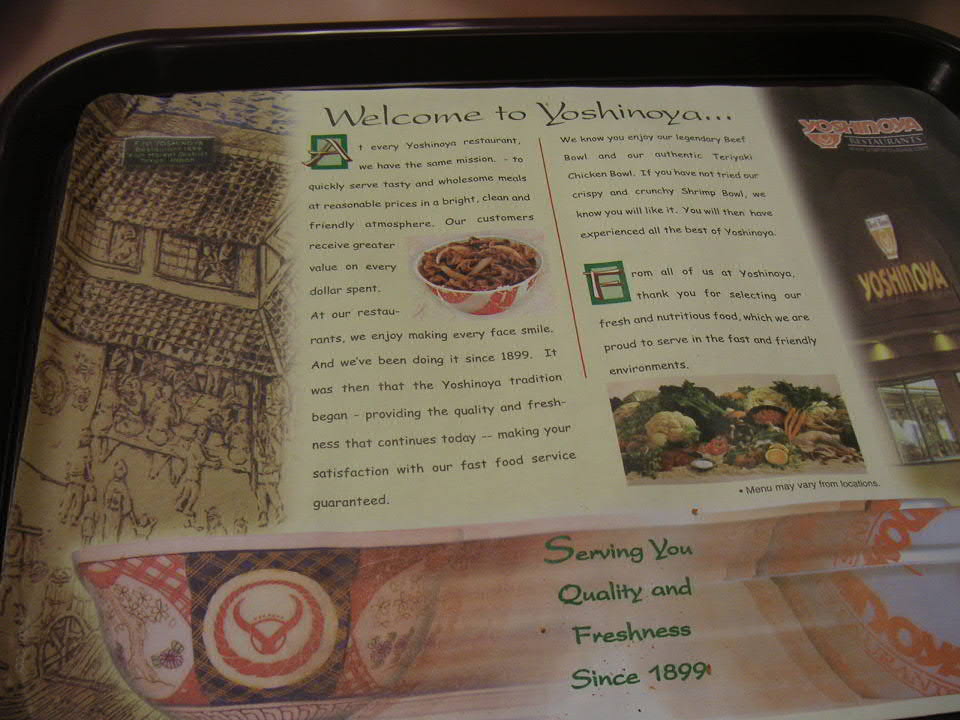 Welcome to Yoshinoya...
At every Yoshinoya restaurant,
we have the same mission. - to
quickly serve tasty and wholesome meals
at reasonable prices in a bright, clean and
friendly atmosphere. Our customers
receive greater
value on every
dollar spent.
At our restau-
rants, we enjoy making every face smile.
And we've been doing it since 1899. It
was then that the Yoshinoya tradition
began - providing the quality and fresh-
ness that continues today -- making your
satisfaction with our fast food service
guaranteed.
We know you enjoy our legendary Beef
Bowl and our authentic Teriyaki
Chicken Bowl. If you have not tried our
crispy and crunchy Shrimp Bowl, we
know you will like it. You will then have
experienced all the best of Yoshinoya.
From all of us at Yoshinoya,
thank you for selecting our
fresh and nutritious food, which we are
proud to serve in the fast and friendly
environments.
• Menu may vary from locations.
YOSHINOYA
RESTAURANTS
YOSHINOYA
Serving You
Quality and
Freshness
Since 1899